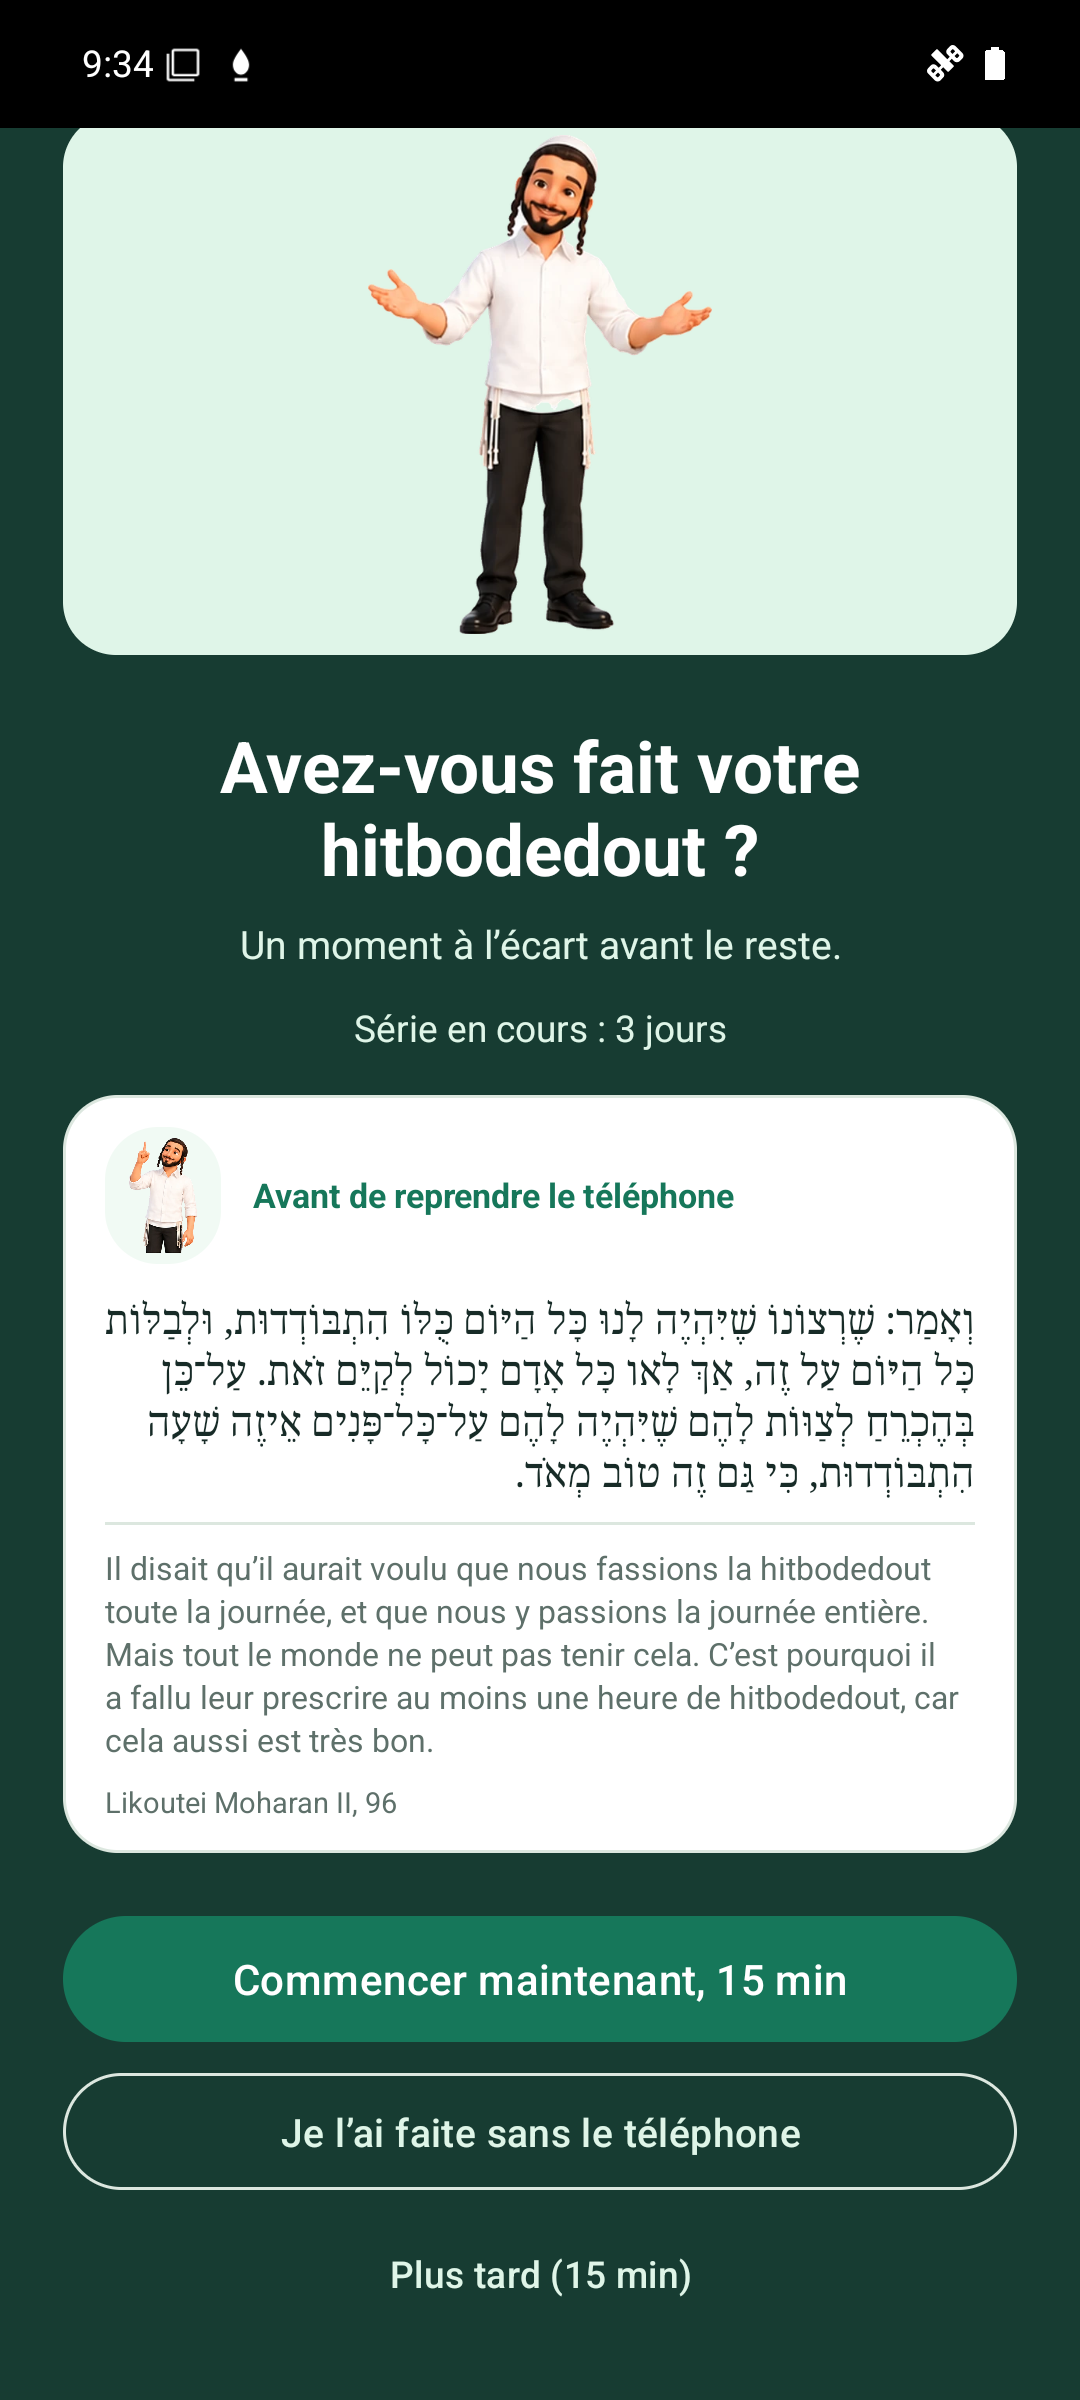 9:34
Avez-vous fait votre
hitbodedout ?
Un moment à l’écart avant le reste.
Série en cours : 3 jours
Avant de reprendre le téléphone
וְאָמַר: שֶׁרְצוֹנוֹ שֶׁיִּהְיֶה לָנוּ כָּל הַיּוֹם כֻּלּוֹ הִתְבּוֹדְדוּת, וּלְבַלּוֹת
כָּל הַיּוֹם עַל זֶה, אַךְ לָאו כָּל אָדָם יָכוֹל לְקַיֵּם זֹאת. עַל־כֵּן
בְּהֶכְרֵחַ לְצַוּוֹת לָהֶם שֶׁיִּהְיֶה לָהֶם עַל־כָּל־פָּנִים אֵיזֶה שָׁעָה
הִתְבּוֹדְדוּת, כִּי גַּם זֶה טוֹב מְאֹד.
Il disait qu’il aurait voulu que nous fassions la hitbodedout
toute la journée, et que nous y passions la journée entière.
Mais tout le monde ne peut pas tenir cela. C’est pourquoi il
a fallu leur prescrire au moins une heure de hitbodedout, car
cela aussi est très bon.
Likoutei Moharan II, 96
Commencer maintenant, 15 min
Je l’ai faite sans le téléphone
Plus tard (15 min)